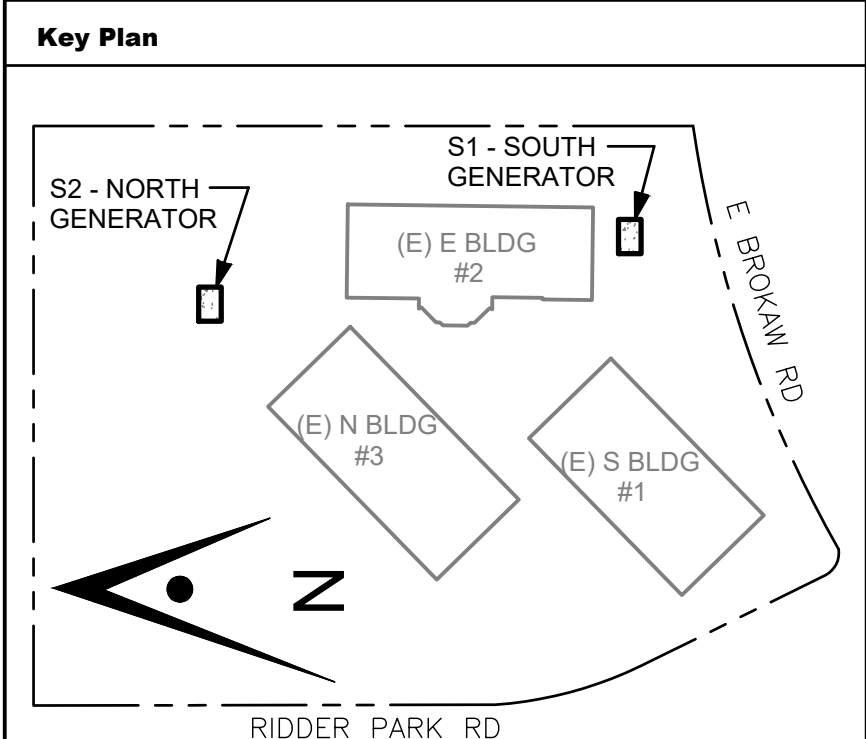 Key Plan
S1 - SOUTH
GENERATOR
S2 - NORTH
GENERATOR
(E) E BLDG
#2
E BROKAW RD
(E) N BLDG
#3
(E) S BLDG
#1
N
RIDDER PARK RD